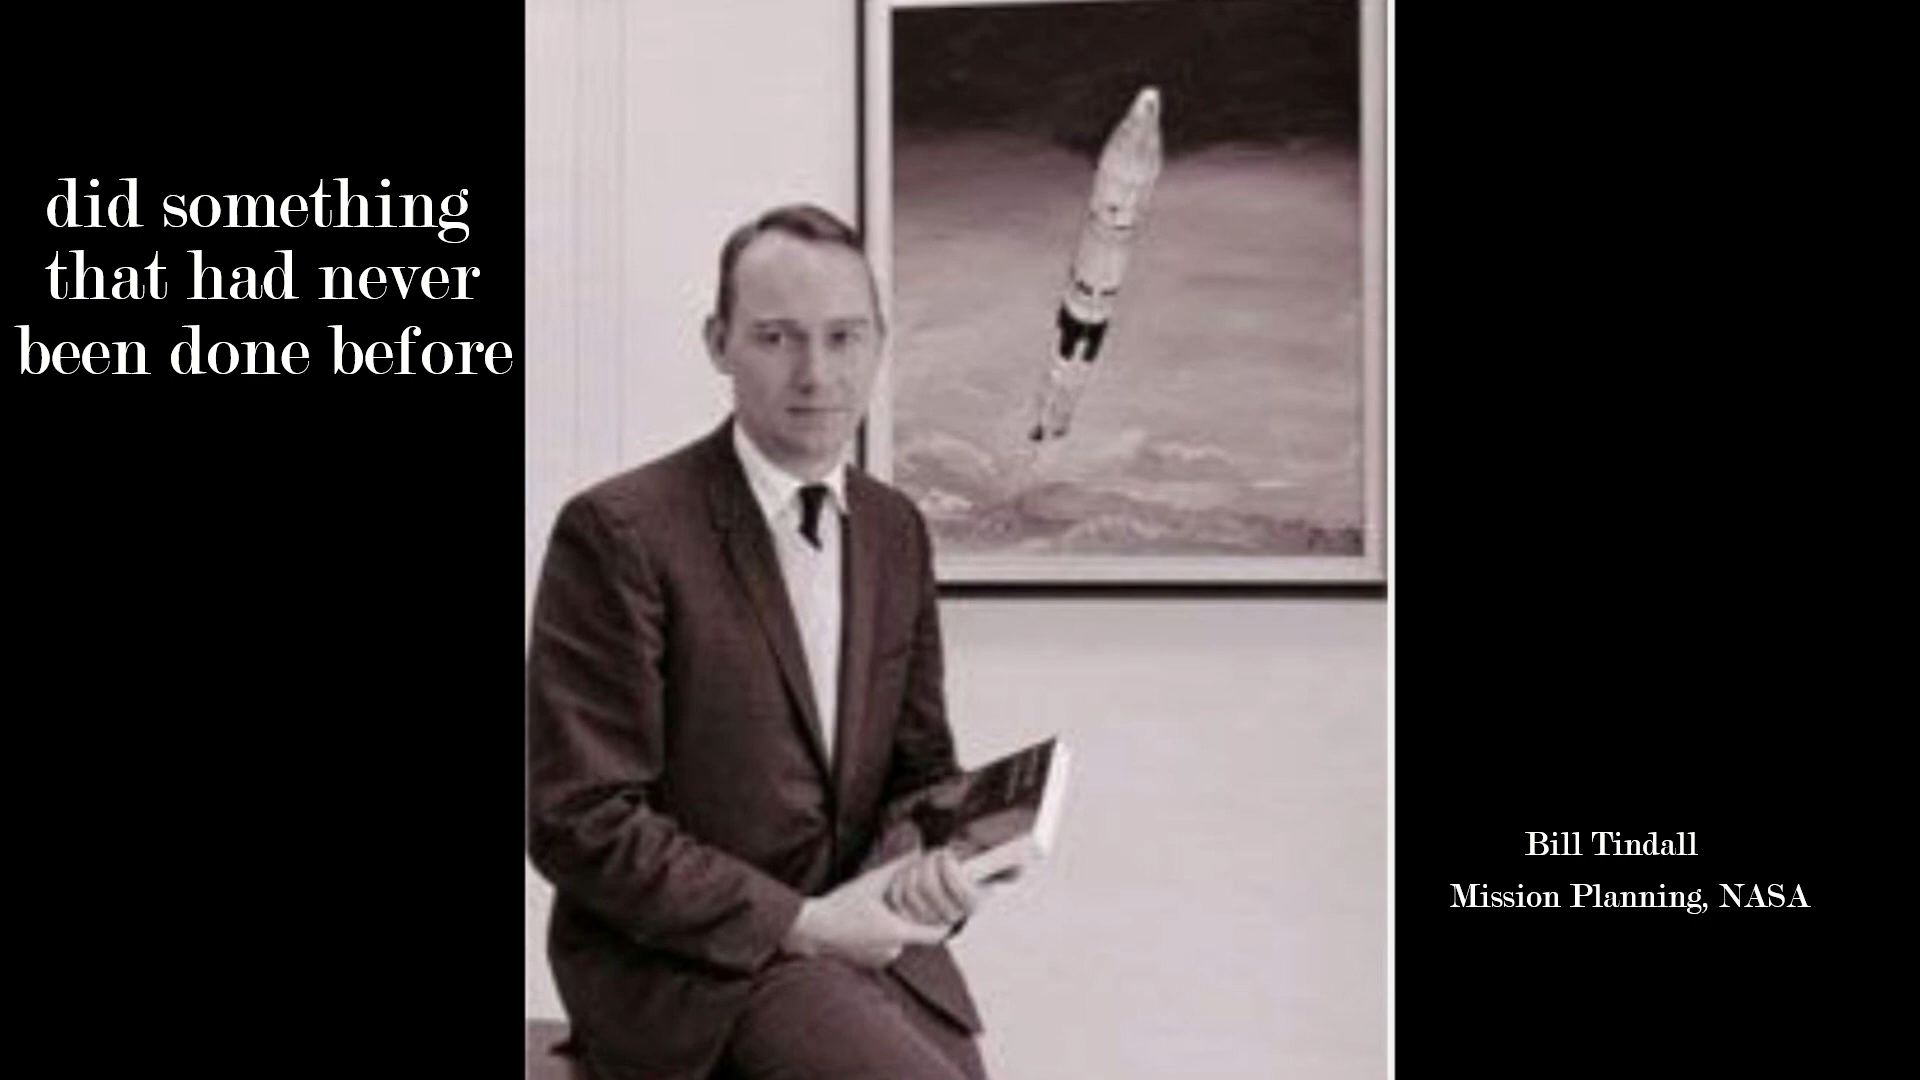 did something
that had never
been done before
Bill Tindall
Mission Planning, NASA